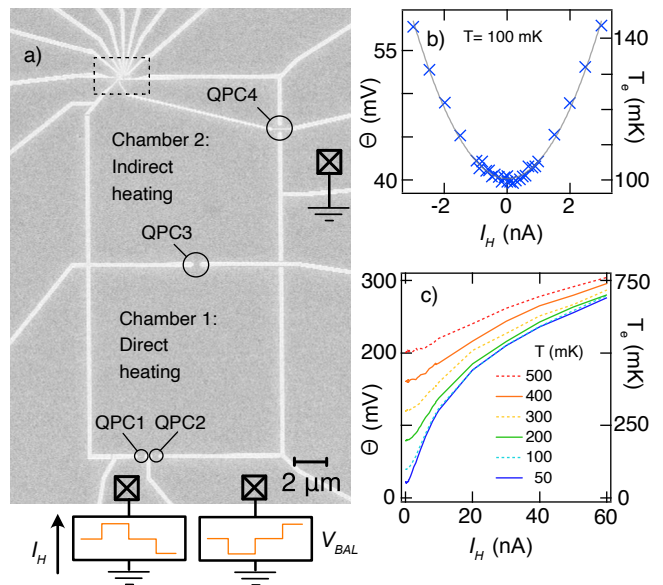 a)
QPC4
Chamber 2:
Indirect
heating
QPC3
Chamber 1:
Direct
heating
QPC1 QPC2
2 μm
I_H
V_BAL
b)
T= 100 mK
55
40
Θ (mV)
140
100
T_e (mK)
-2 0 2
I_H (nA)
c)
300
200
100
0
Θ (mV)
750
500
250
0
T_e (mK)
T (mK)
500
400
300
200
100
50
0 20 40 60
I_H (nA)